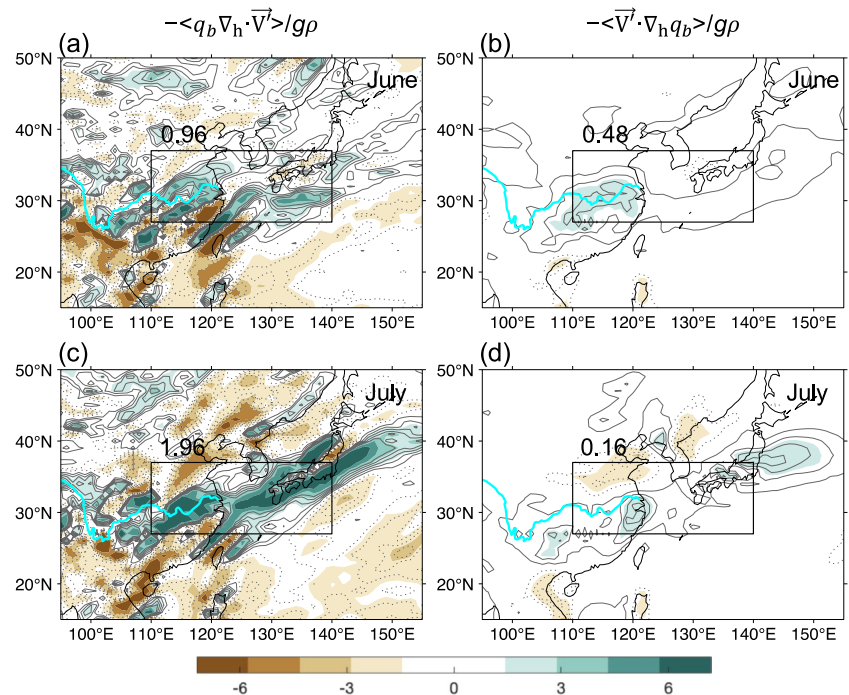 −<q_b ∇_h·V⃗'>/gρ
−<V⃗'·∇_h q_b>/gρ
(a)
(b)
50°N
50°N
June
June
40°N
40°N
0.96
0.48
30°N
30°N
20°N
20°N
100°E 110°E 120°E 130°E 140°E 150°E
100°E 110°E 120°E 130°E 140°E 150°E
(c)
(d)
50°N
50°N
July
July
40°N
40°N
1.96
0.16
30°N
30°N
20°N
20°N
100°E 110°E 120°E 130°E 140°E 150°E
100°E 110°E 120°E 130°E 140°E 150°E
-6 -3 0 3 6